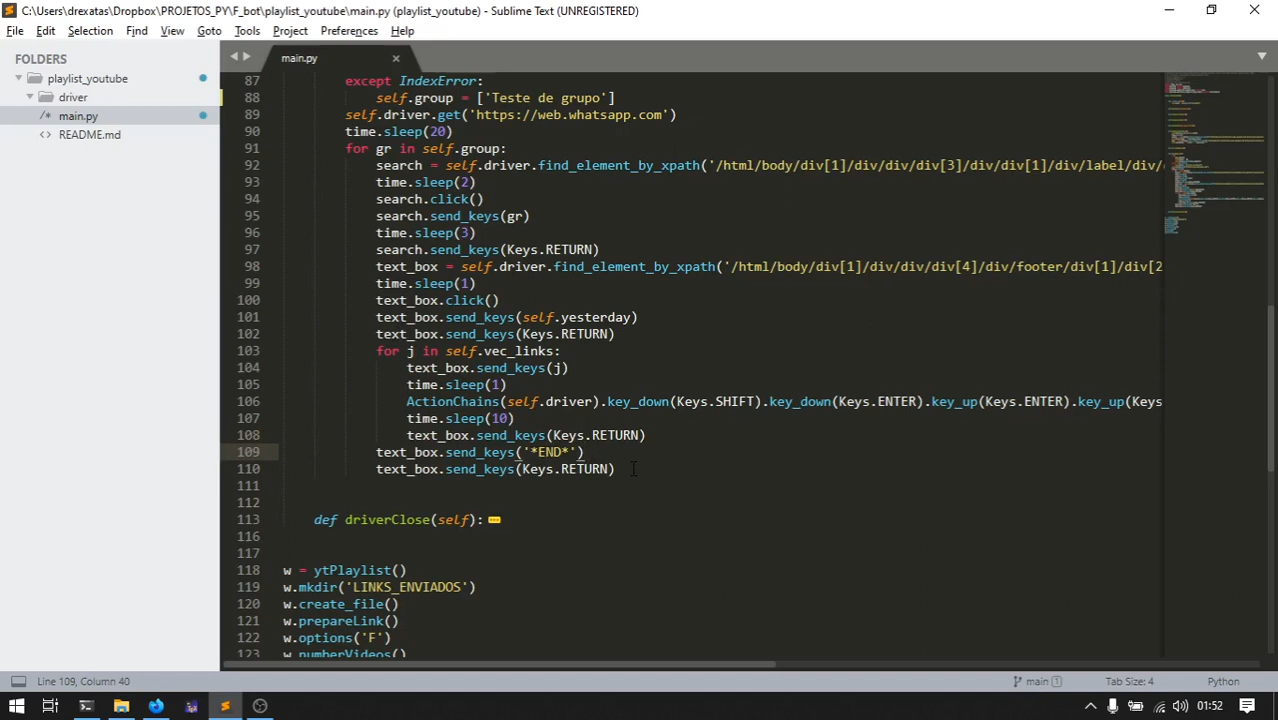 C:\Users\drexatas\Dropbox\PROJETOS_PY\F_bot\playlist_youtube\main.py (playlist_youtube) - Sublime Text (UNREGISTERED)
File Edit Selection Find View Goto Tools Project Preferences Help
FOLDERS
playlist_youtube
driver
/* main.py
<> README.md
main.py
87 except IndexError:
88 self.group = ['Teste de grupo']
89 self.driver.get('https://web.whatsapp.com')
90 time.sleep(20)
91 for gr in self.group:
92 search = self.driver.find_element_by_xpath('/html/body/div[1]/div/div/div[3]/div/div[1]/div/label/div/
93 time.sleep(2)
94 search.click()
95 search.send_keys(gr)
96 time.sleep(3)
97 search.send_keys(Keys.RETURN)
98 text_box = self.driver.find_element_by_xpath('/html/body/div[1]/div/div/div[4]/div/footer/div[1]/div[2
99 time.sleep(1)
100 text_box.click()
101 text_box.send_keys(self.yesterday)
102 text_box.send_keys(Keys.RETURN)
103 for j in self.vec_links:
104 text_box.send_keys(j)
105 time.sleep(1)
106 ActionChains(self.driver).key_down(Keys.SHIFT).key_down(Keys.ENTER).key_up(Keys.ENTER).key_up(Keys
107 time.sleep(10)
108 text_box.send_keys(Keys.RETURN)
109 text_box.send_keys('*END*')
110 text_box.send_keys(Keys.RETURN)
111
112
113 def driverClose(self):
116
117
118 w = ytPlaylist()
119 w.mkdir('LINKS_ENVIADOS')
120 w.create_file()
121 w.prepareLink()
122 w.options('F')
123 w.numberVideos()
Line 109, Column 40
main 1
Tab Size: 4
Python
01:52